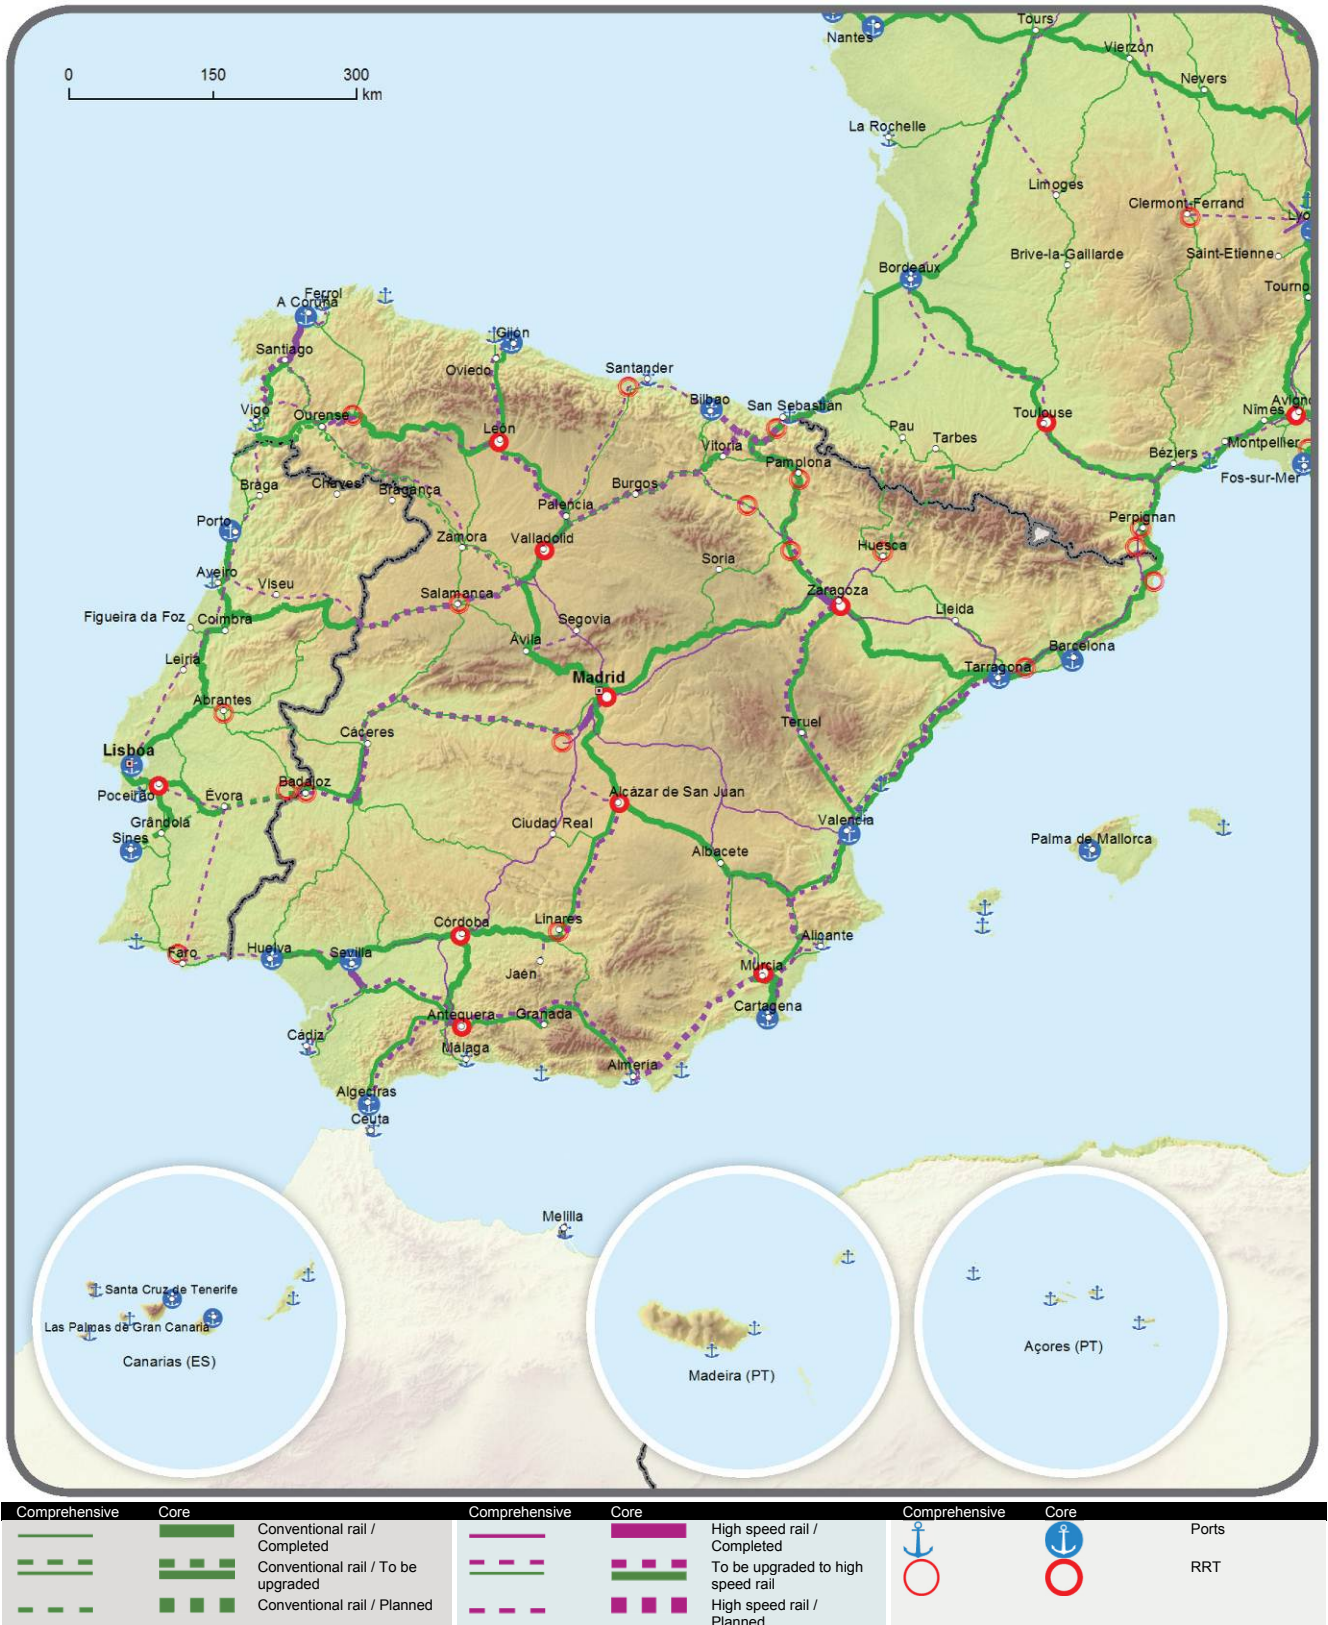 0 150 300
km
Tours
Nantes
Vierzon
Nevers
La Rochelle
Limoges
Clermont-Ferrand
Lyo
Brive-la-Gaillarde
Saint-Etienne
Bordeaux
Tourno
Ferrol
A Coruña
Gijón
Santiago
Oviedo
Santander
Bilbao
San Sebastian
Vigo
Ourense
León
Toulouse
Avigno
Nîmes
Pau
Tarbes
Montpellier
Vitoria
Béziers
Pamplona
Fos-sur-Mer
Braga
Chaves
Bragança
Burgos
Palencia
Perpignan
Porto
Zamora
Valladolid
Huesca
Soria
Aveiro
Viseu
Salamanca
Zaragoza
Lleida
Figueira da Foz
Coimbra
Segovia
Ávila
Barcelona
Leiria
Tarragona
Madrid
Abrantes
Teruel
Cáceres
Lisbóa
Badajoz
Poceirão
Évora
Alcázar de San Juan
Grândola
Ciudad Real
Valencia
Sines
Albacete
Palma de Mallorca
Córdoba
Linares
Alicante
Faro
Huelva
Sevilla
Jaén
Murcia
Cartagena
Antequera
Granada
Cádiz
Málaga
Almería
Algeciras
Ceuta
Melilla
Santa Cruz de Tenerife
Las Palmas de Gran Canaria
Canarias (ES)
Madeira (PT)
Açores (PT)
Comprehensive Core Comprehensive Core Comprehensive Core
Conventional rail /
Completed
High speed rail /
Completed
Ports
Conventional rail / To be
upgraded
To be upgraded to high
speed rail
RRT
Conventional rail / Planned
High speed rail /
Planned